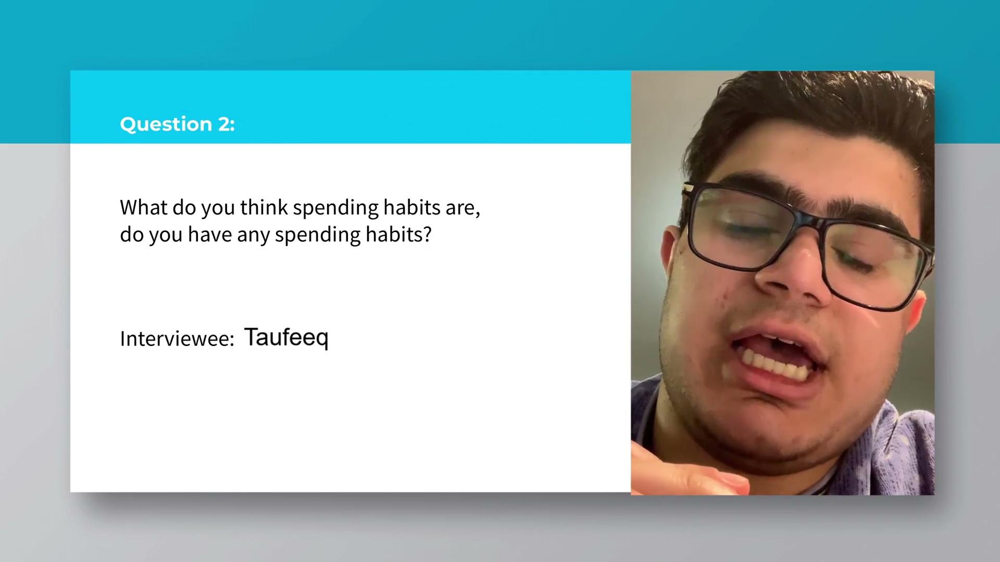 Question 2:
What do you think spending habits are,
do you have any spending habits?
Interviewee: Taufeeq